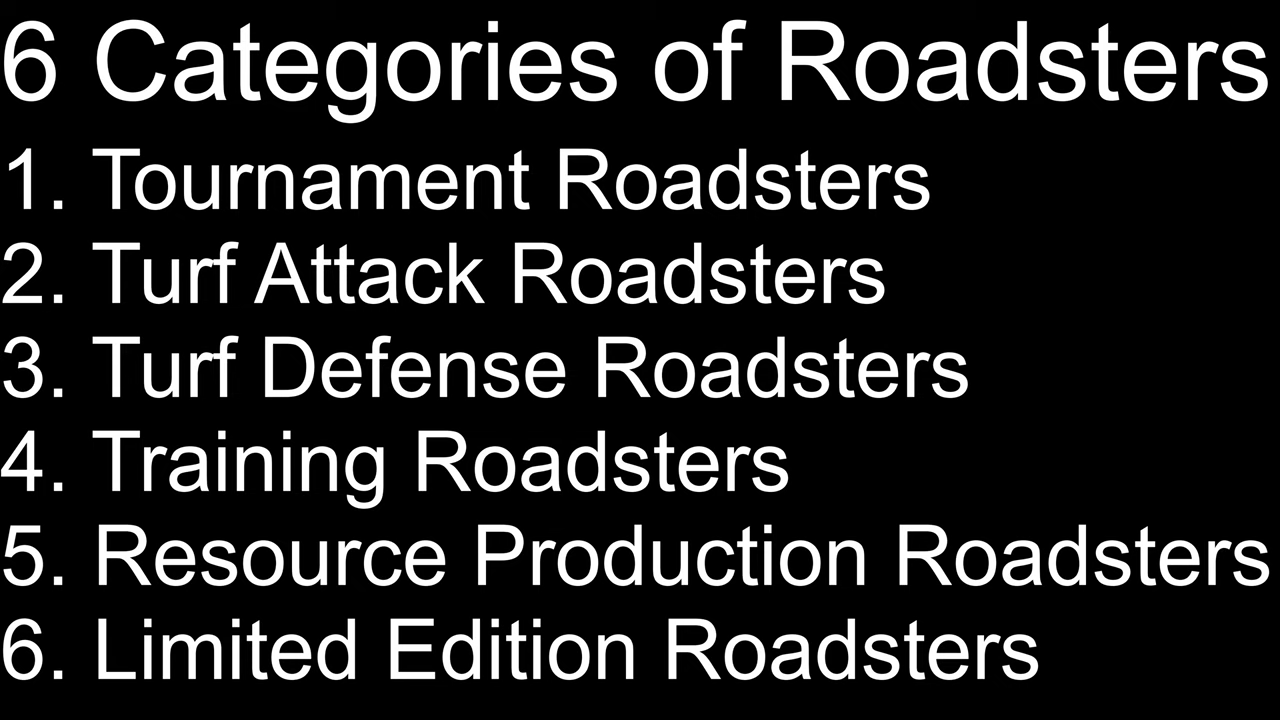 6 Categories of Roadsters
1. Tournament Roadsters
2. Turf Attack Roadsters
3. Turf Defense Roadsters
4. Training Roadsters
5. Resource Production Roadsters
6. Limited Edition Roadsters